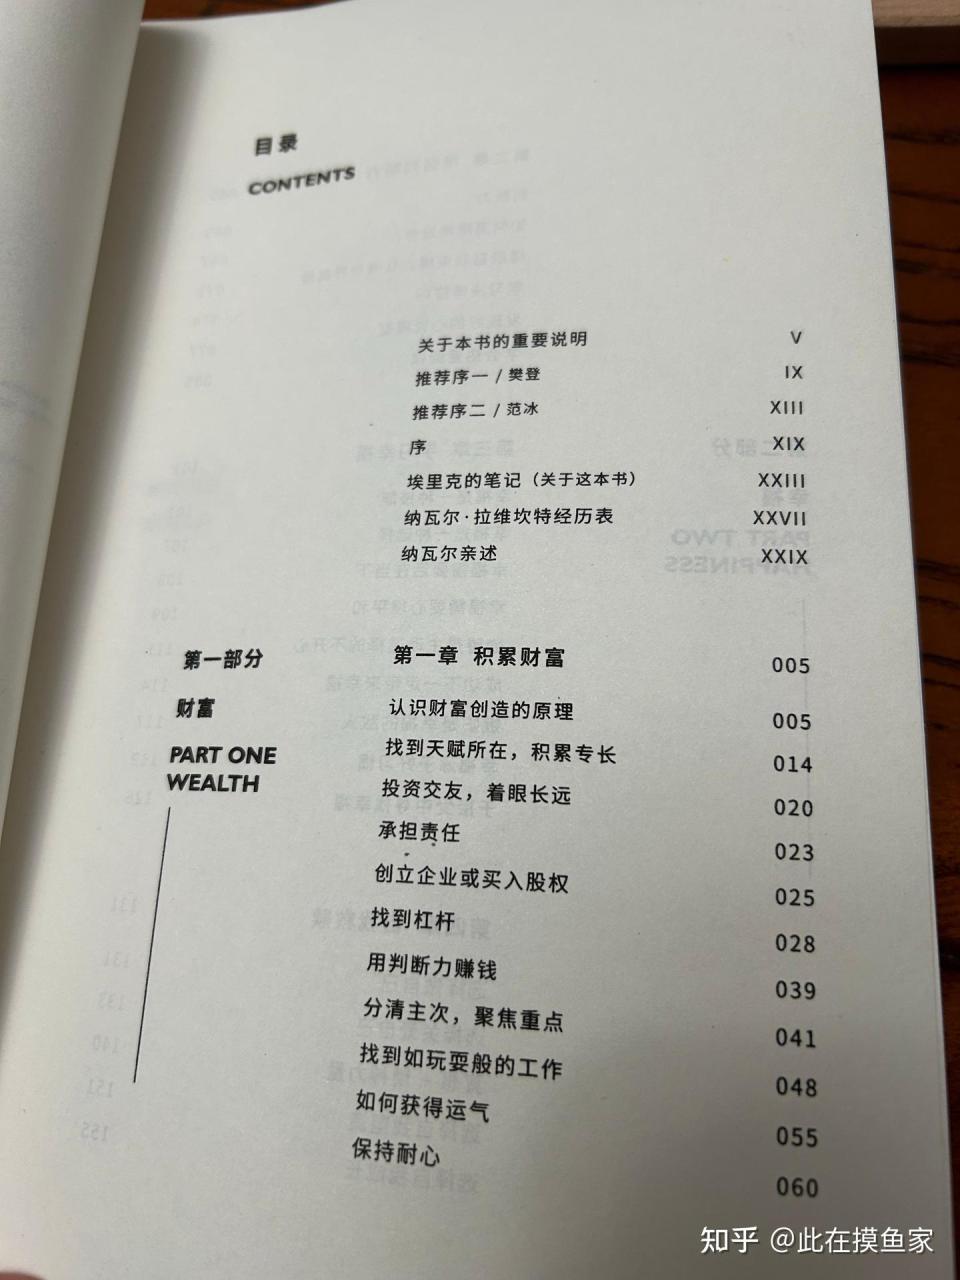 目录
CONTENTS
关于本书的重要说明 V
推荐序一 / 樊登 IX
推荐序二 / 范冰 XIII
序 XIX
埃里克的笔记（关于这本书） XXIII
纳瓦尔·拉维坎特经历表 XXVII
纳瓦尔亲述 XXIX
第一部分
财富
PART ONE
WEALTH
第一章 积累财富 005
认识财富创造的原理 005
找到天赋所在，积累专长 014
投资交友，着眼长远 020
承担责任 023
创立企业或买入股权 025
找到杠杆 028
用判断力赚钱 039
分清主次，聚焦重点 041
找到如玩耍般的工作 048
如何获得运气 055
保持耐心 060
知乎 @此在摸鱼家